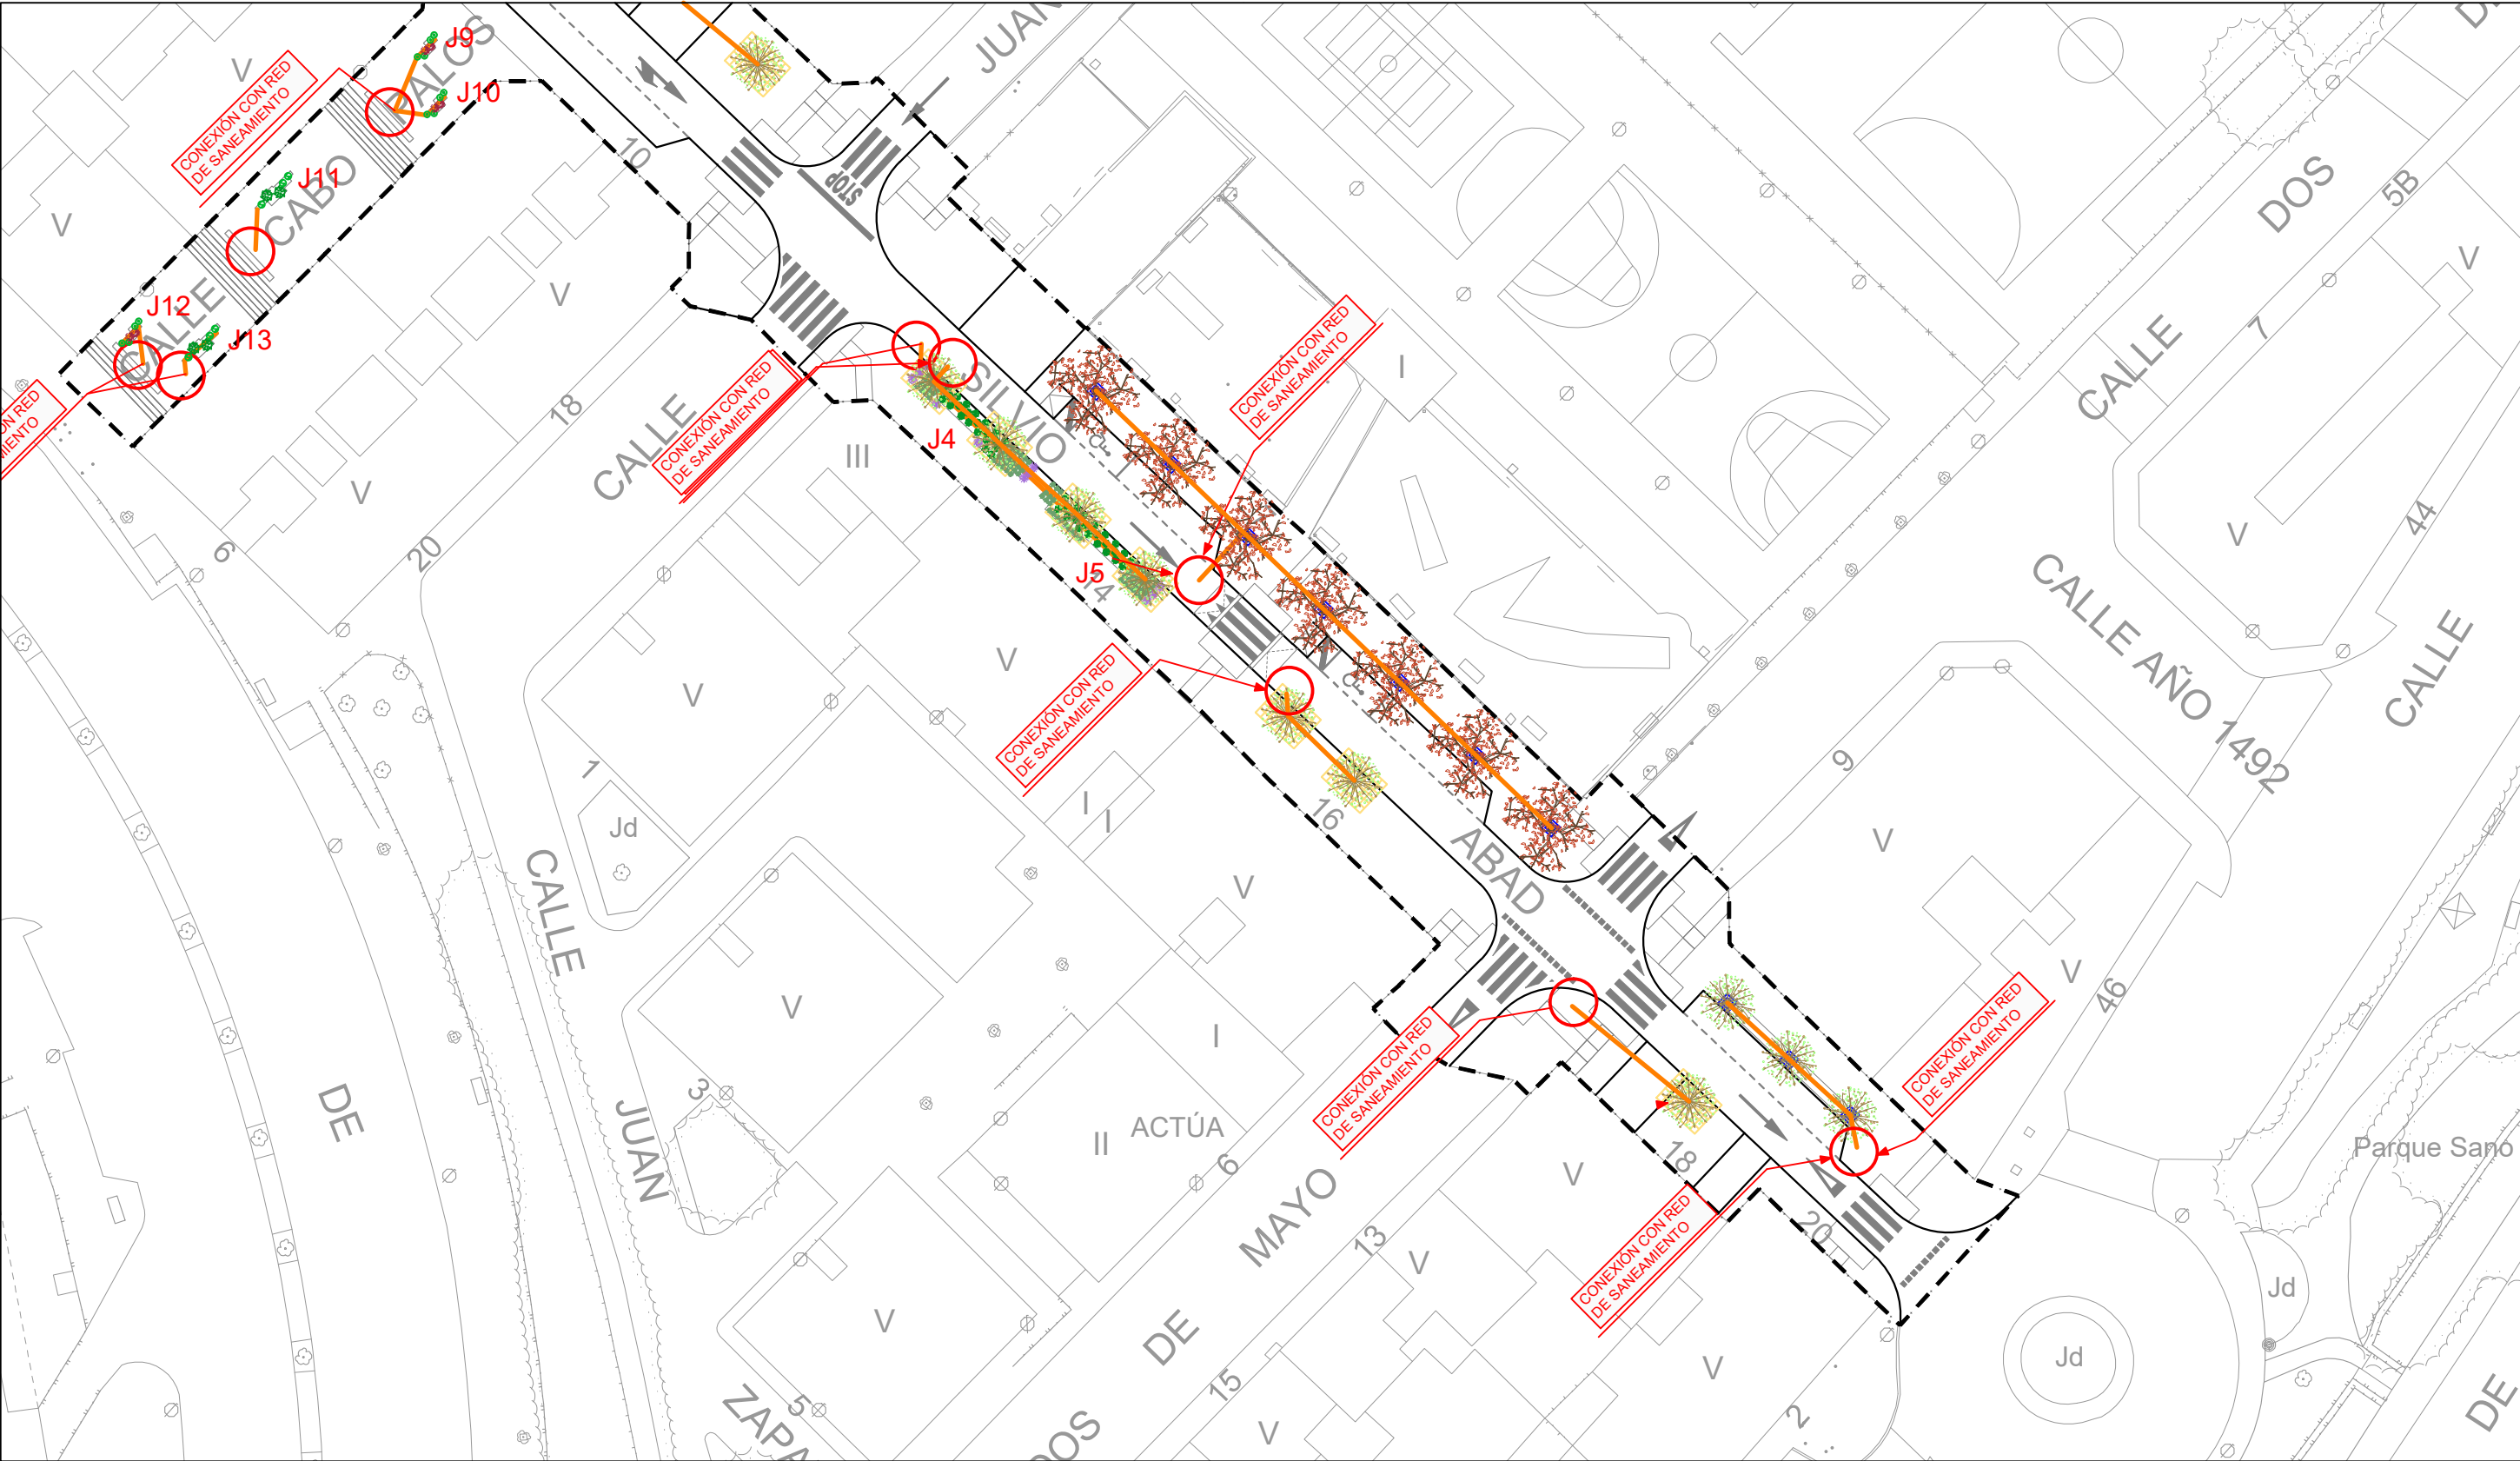 J9
J10
J11
J12
J13
CONEXIÓN CON RED
DE SANEAMIENTO
PALOS
CABO
CALLE
V
V
V
V
V
10
18
20
6
JUAN
STOP
CONEXIÓN CON RED
DE SANEAMIENTO
CALLE
SILVIO
J4
J5
III
14
CONEXIÓN CON RED
DE SANEAMIENTO
I
DOS
5B
V
CALLE
7
44
V
CALLE AÑO 1492
CALLE
CONEXIÓN CON RED
DE SANEAMIENTO
V
V
I
I
16
ABAD
1
Jd
9
V
V
46
CALLE
V
V
I
CONEXIÓN CON RED
DE SANEAMIENTO
CONEXIÓN CON RED
DE SANEAMIENTO
DE
JUAN
3
II
ACTÚA
6
18
V
Parque Sano
CONEXIÓN CON RED
DE SANEAMIENTO
20
MAYO
13
V
V
DE
15
V
V
2
Jd
Jd
DE
5